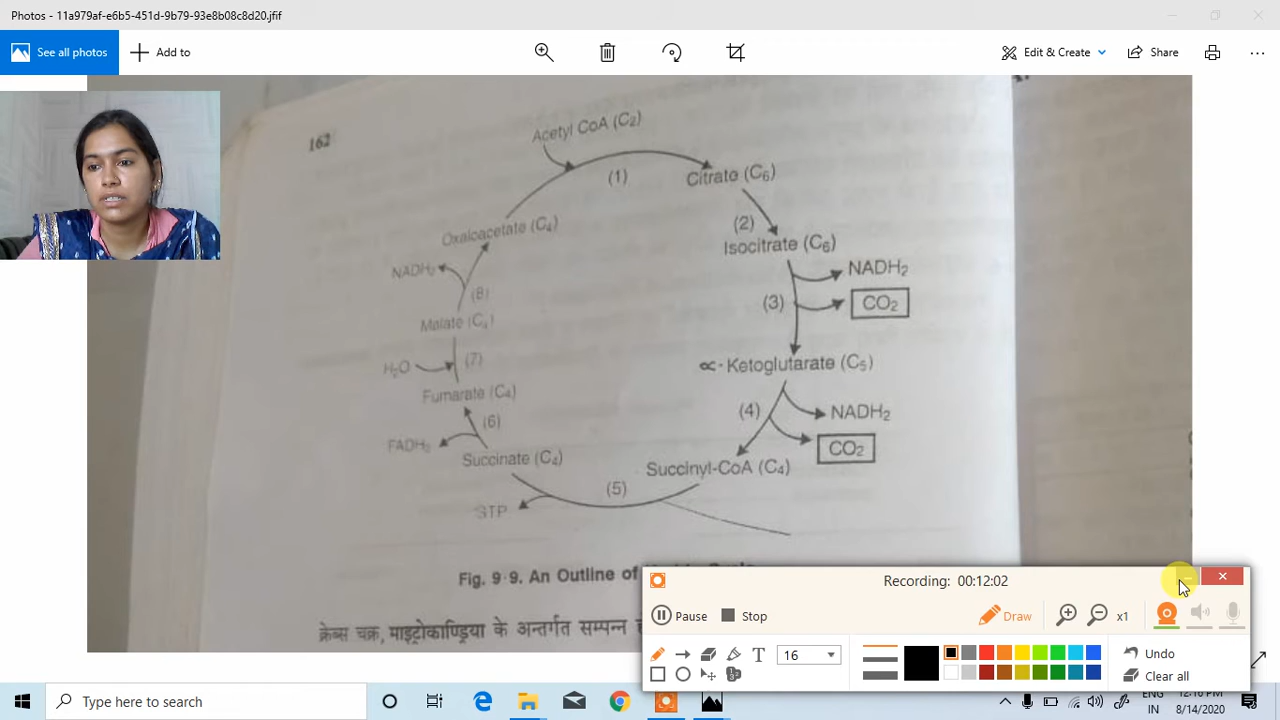 Photos - 11a979af-e6b5-451d-9b79-93e8b08c8d20.jfif
See all photos
Add to
Edit & Create
Share
162
Acetyl CoA (C2)
(1)
Citrate (C6)
(2)
Oxaloacetate (C4)
Isocitrate (C6)
NADH2
NADH2
(8)
(3)
CO2
Malate (C4)
H2O
(7)
∝-Ketoglutarate (C5)
Fumarate (C4)
(4)
NADH2
(6)
FADH2
CO2
Succinate (C4)
Succinyl-CoA (C4)
(5)
Fig. 9·9. An Outline of
क्रेब्स चक्र, माइट्रोकाण्ड्रिया के अन्तर्गत सम्पन्न
Recording: 00:12:02
Pause
Stop
Draw
x1
T
16
Undo
Clear all
Type here to search
ENG
IN
12:10 PM
8/14/2020